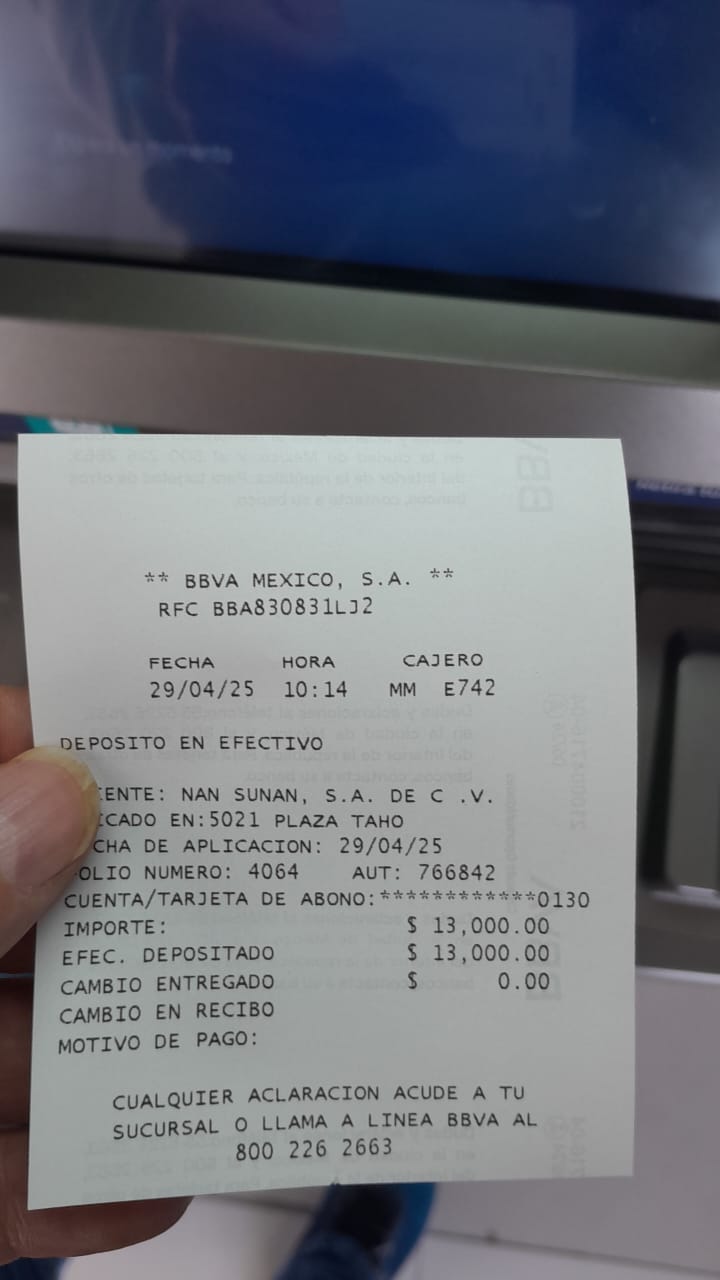 ** BBVA MEXICO, S.A. **
RFC BBA830831LJ2
FECHA HORA CAJERO
29/04/25 10:14 MM E742
DEPOSITO EN EFECTIVO
IENTE: NAN SUNAN, S.A. DE C .V.
ICADO EN:5021 PLAZA TAHO
CHA DE APLICACION: 29/04/25
OLIO NUMERO: 4064 AUT: 766842
CUENTA/TARJETA DE ABONO:************0130
IMPORTE: $ 13,000.00
EFEC. DEPOSITADO $ 13,000.00
CAMBIO ENTREGADO $ 0.00
CAMBIO EN RECIBO
MOTIVO DE PAGO:
CUALQUIER ACLARACION ACUDE A TU
SUCURSAL O LLAMA A LINEA BBVA AL
800 226 2663